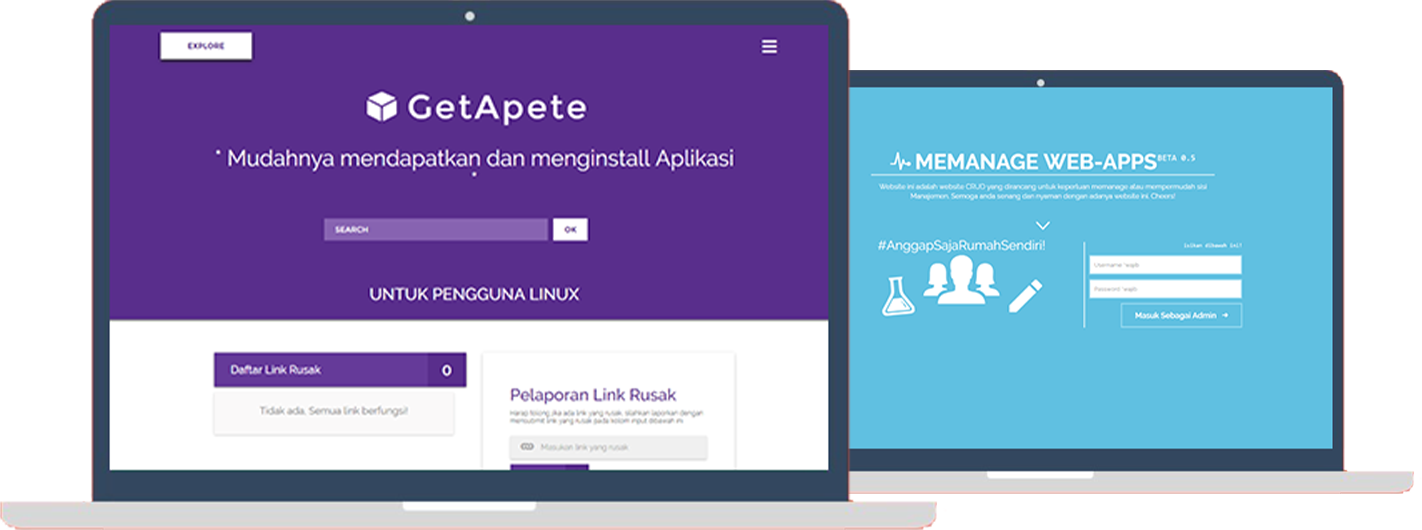 EXPLORE
GetApete
* Mudahnya mendapatkan dan menginstall Aplikasi
*
SEARCH
OK
UNTUK PENGGUNA LINUX
Daftar Link Rusak
0
Tidak ada. Semua link berfungsi!
Pelaporan Link Rusak
Harap tolong jika ada link yang rusak, silahkan laporkan dengan
mensubmit link yang rusak pada kolom input dibawah ini
Masukan link yang rusak
MEMANAGE WEB-APPS BETA 0.5
Website ini adalah website CRUD yang dirancang untuk keperluan memanage atau mempermudah sisi
Manajemen. Semoga anda senang dan nyaman dengan adanya website ini. Cheers!
#AnggapSajaRumahSendiri!
isikan dibawah ini!
Username *wajib
Password *wajib
Masuk Sebagai Admin